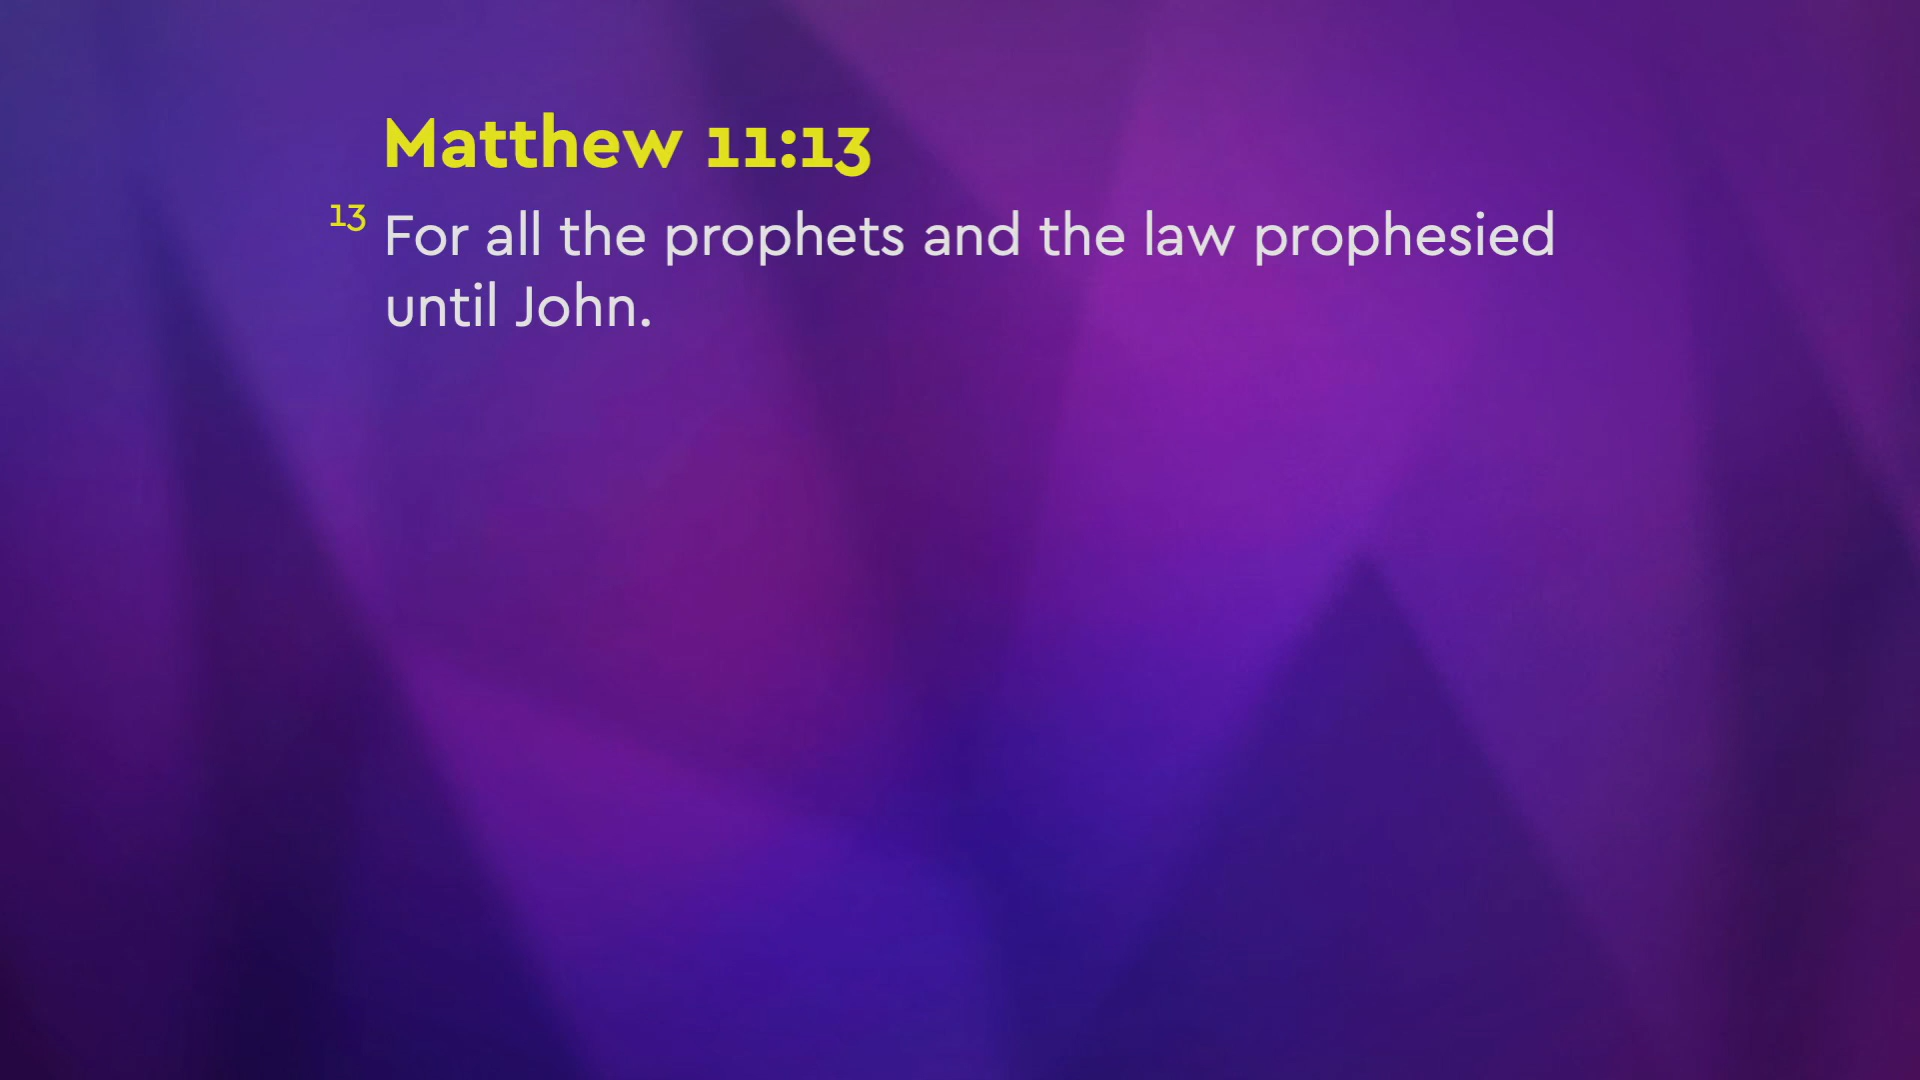 Matthew 11:13
13 For all the prophets and the law prophesied
until John.